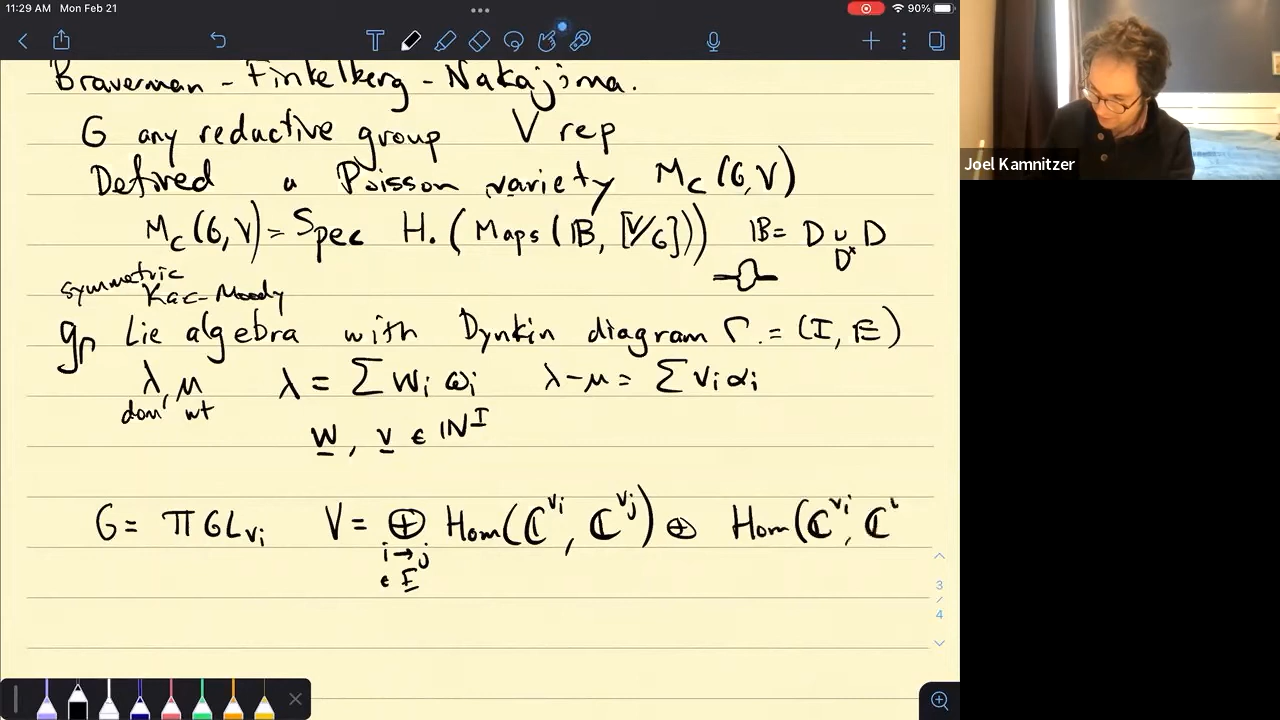 11:29 AM Mon Feb 21
90%
Braverman - Finkelberg - Nakajima.
G any reductive group V rep
Defined a Poisson variety M_C(G,V)
M_C(G,V) = Spec H.(Maps(B, [V/G])) B = D ∪ D
D*
symmetric
Kac-Moody
g_Γ Lie algebra with Dynkin diagram Γ = (I, E)
λ, μ λ = Σ w_i ω_i λ-μ = Σ v_i α_i
dom wt
w, v ∈ ℕ^I
G = π GL_{v_i} V = ⊕ Hom(ℂ^{v_i}, ℂ^{v_j}) ⊕ Hom(ℂ^{v_i}, ℂ
i → j
∈ E
3
/
4
Joel Kamnitzer